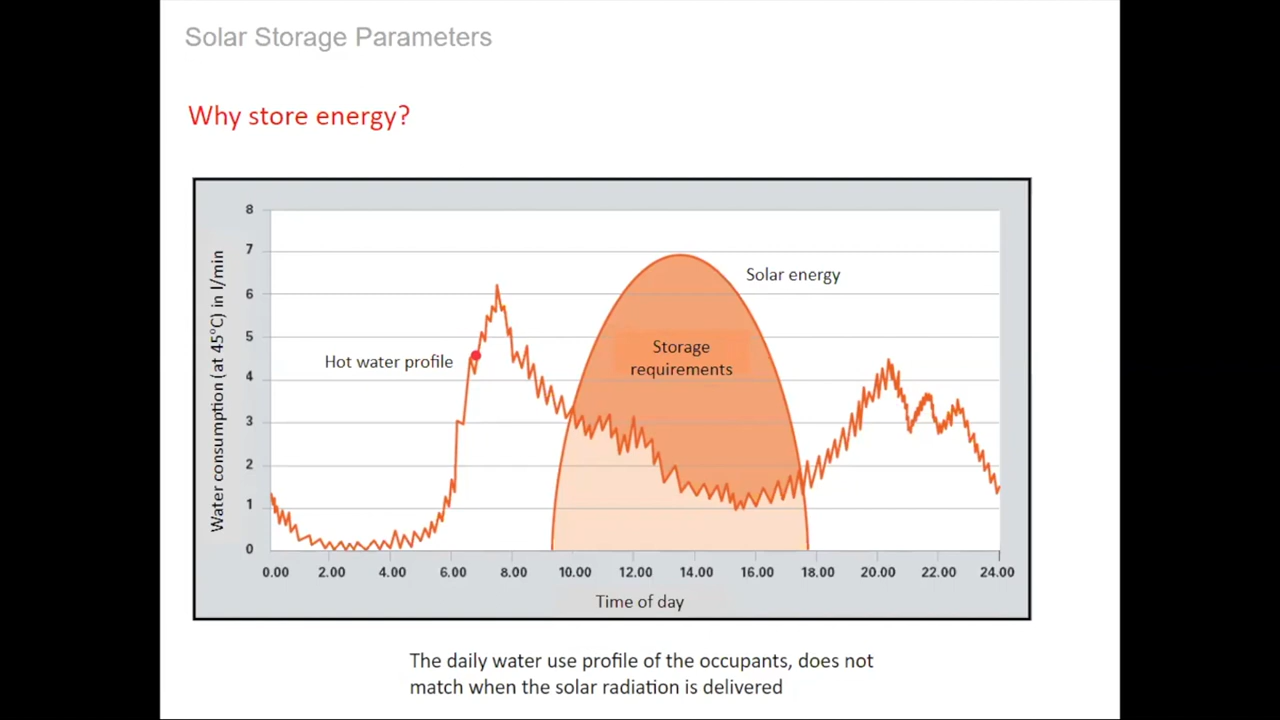 Solar Storage Parameters
Why store energy?
Water consumption (at 45°C) in l/min
8
7
6
5
4
3
2
1
0
Hot water profile
Storage
requirements
Solar energy
0.00 2.00 4.00 6.00 8.00 10.00 12.00 14.00 16.00 18.00 20.00 22.00 24.00
Time of day
The daily water use profile of the occupants, does not
match when the solar radiation is delivered